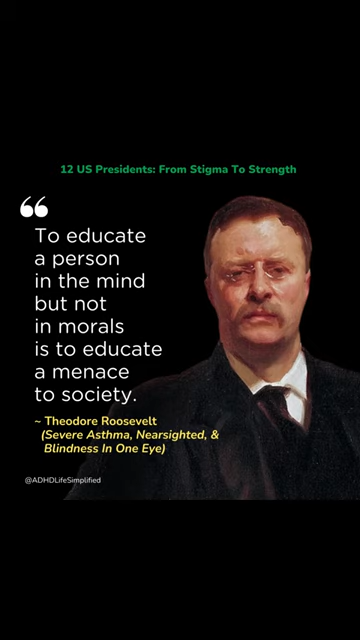 12 US Presidents: From Stigma To Strength
“
To educate
a person
in the mind
but not
in morals
is to educate
a menace
to society.
~ Theodore Roosevelt
(Severe Asthma, Nearsighted, &
Blindness In One Eye)
@ADHDLifeSimplified